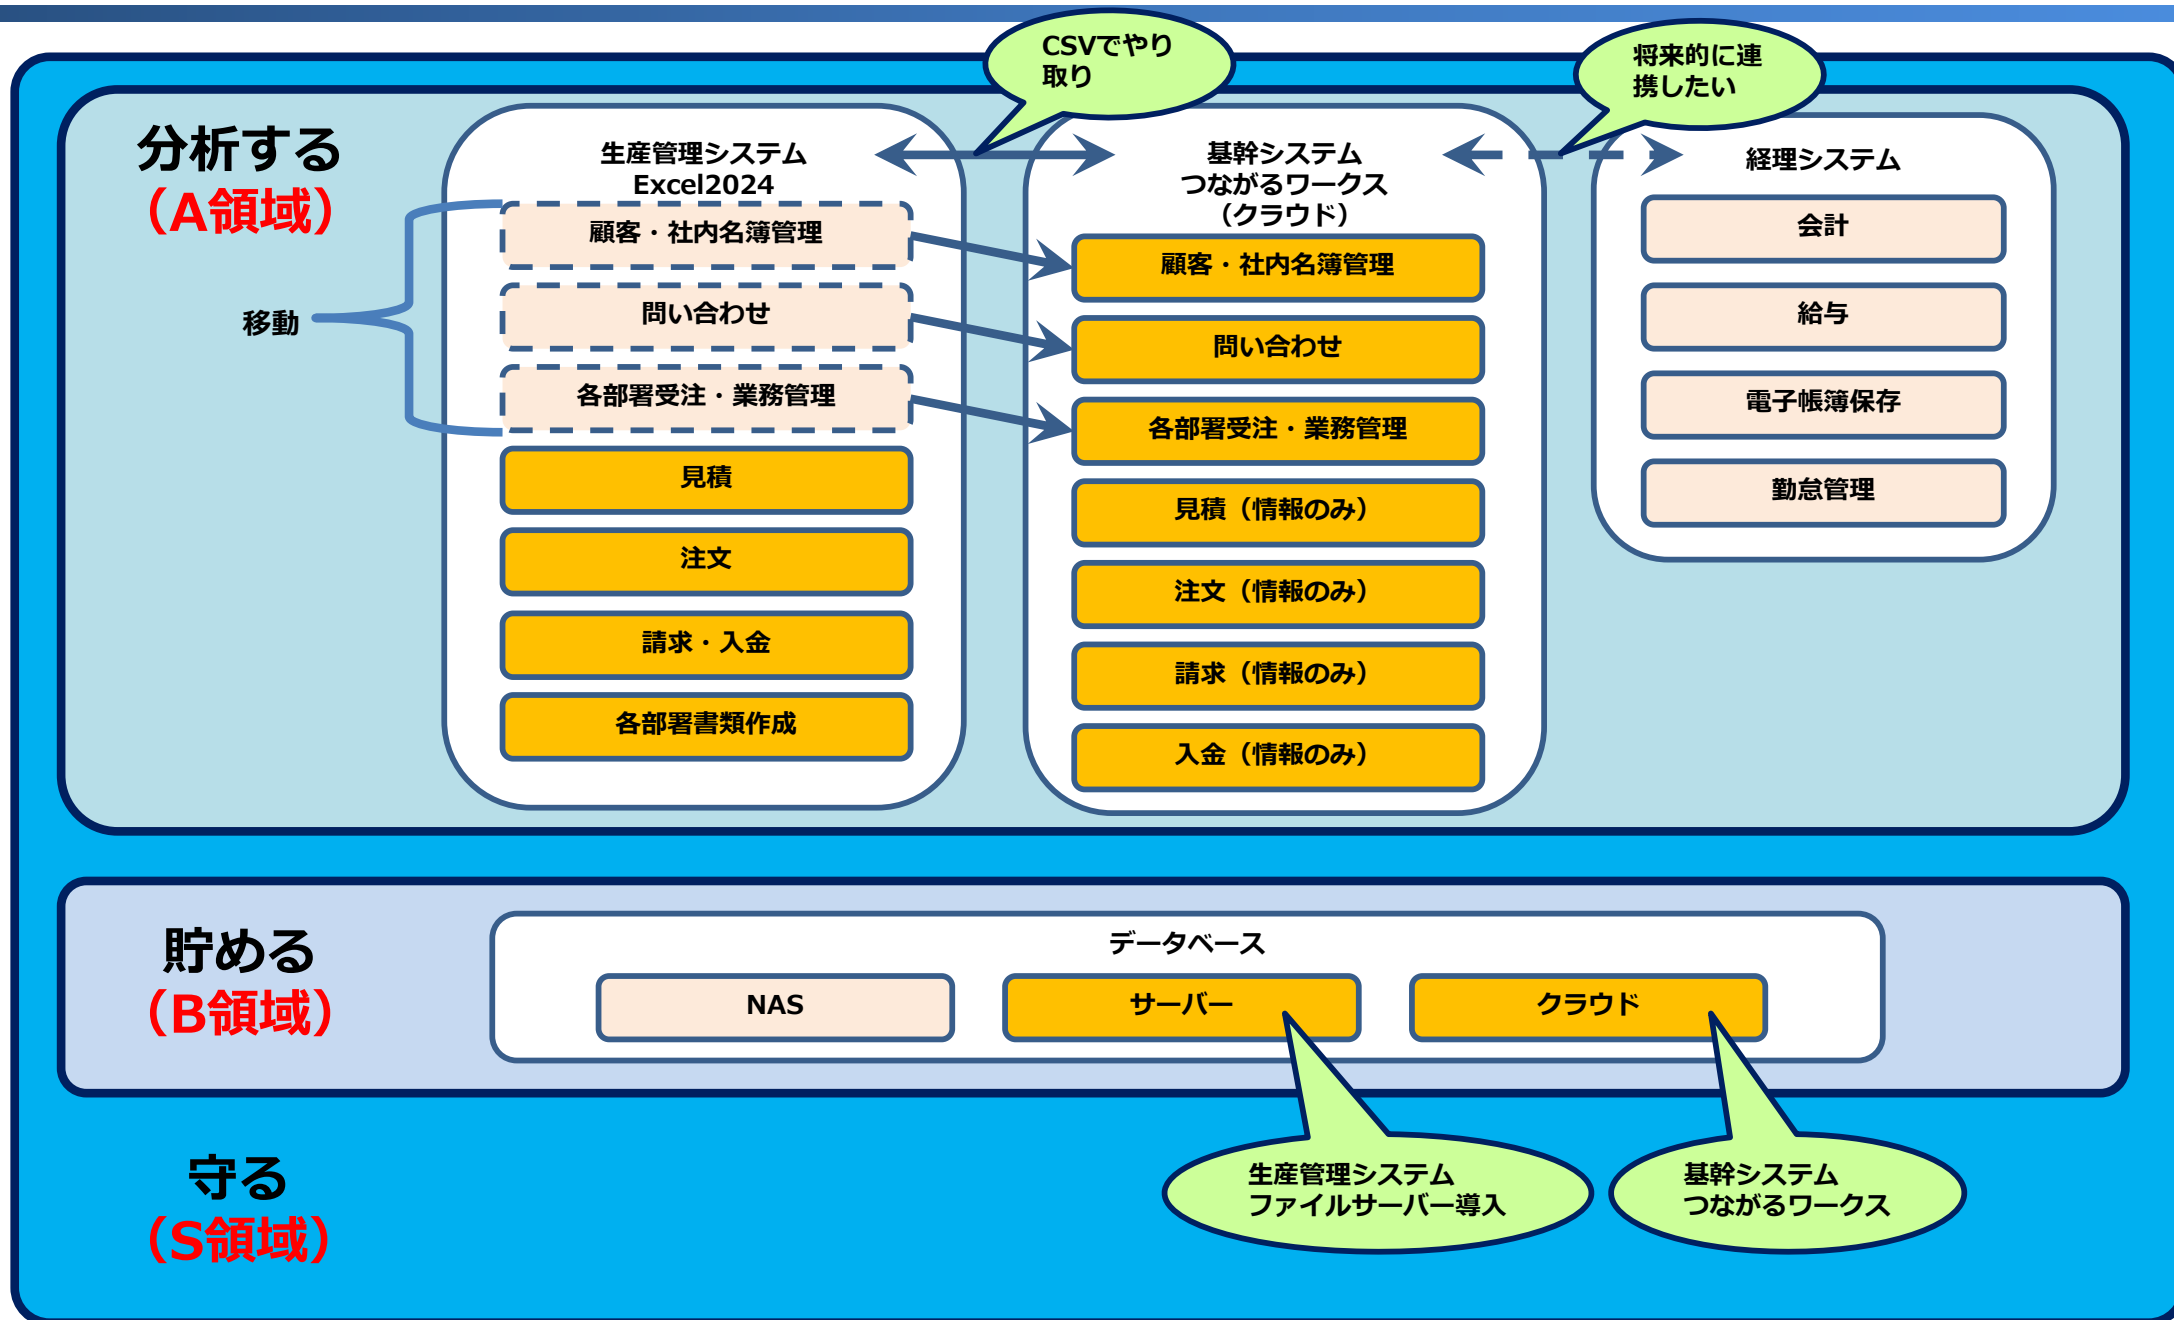 CSVでやり
取り
将来的に連
携したい
分析する
（A領域）
移動
生産管理システム
Excel2024
顧客・社内名簿管理
問い合わせ
各部署受注・業務管理
見積
注文
請求・入金
各部署書類作成
基幹システム
つながるワークス
（クラウド）
顧客・社内名簿管理
問い合わせ
各部署受注・業務管理
見積（情報のみ）
注文（情報のみ）
請求（情報のみ）
入金（情報のみ）
経理システム
会計
給与
電子帳簿保存
勤怠管理
貯める
（B領域）
データベース
NAS
サーバー
クラウド
守る
（S領域）
生産管理システム
ファイルサーバー導入
基幹システム
つながるワークス